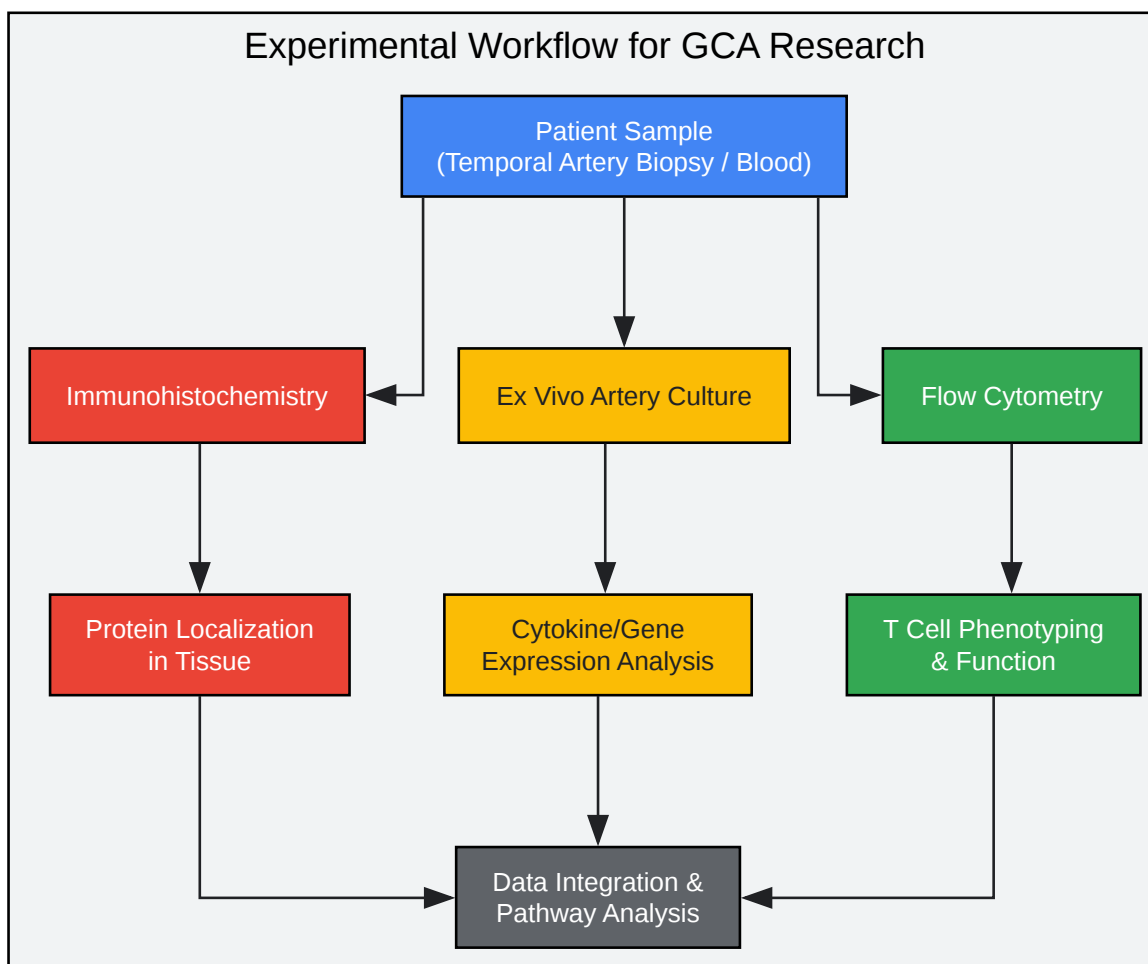 Experimental Workflow for GCA Research
Patient Sample
(Temporal Artery Biopsy / Blood)
Immunohistochemistry
Ex Vivo Artery Culture
Flow Cytometry
Protein Localization
in Tissue
Cytokine/Gene
Expression Analysis
T Cell Phenotyping
& Function
Data Integration &
Pathway Analysis